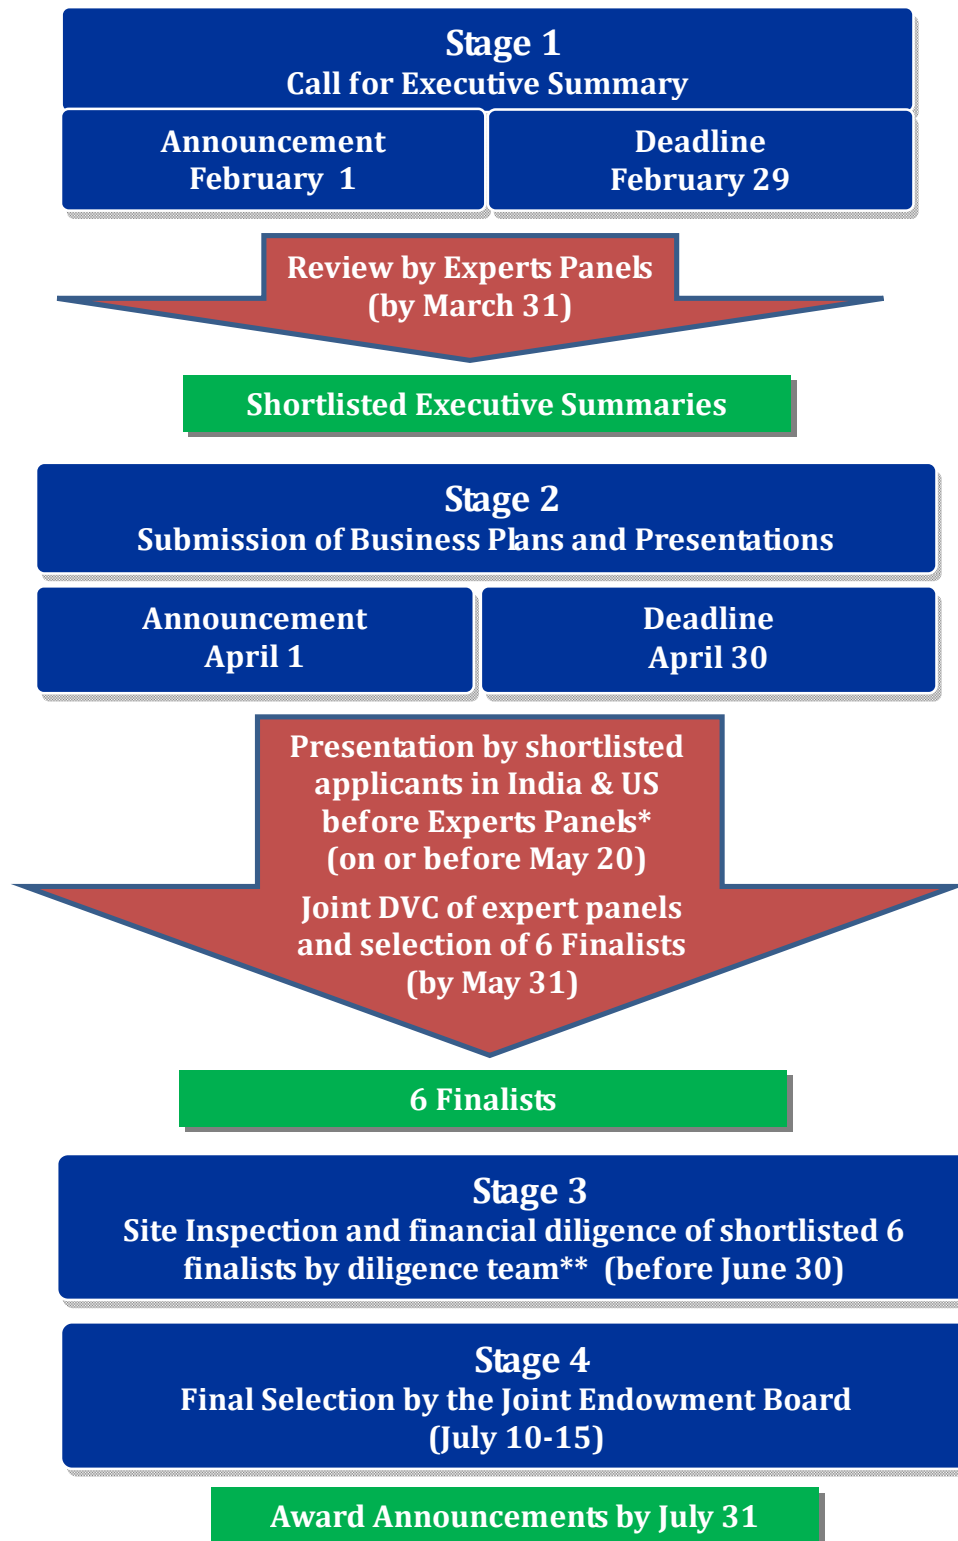 Stage 1
Call for Executive Summary
Announcement
February 1
Deadline
February 29
Review by Experts Panels
(by March 31)
Shortlisted Executive Summaries
Stage 2
Submission of Business Plans and Presentations
Announcement
April 1
Deadline
April 30
Presentation by shortlisted
applicants in India & US
before Experts Panels*
(on or before May 20)
Joint DVC of expert panels
and selection of 6 Finalists
(by May 31)
6 Finalists
Stage 3
Site Inspection and financial diligence of shortlisted 6
finalists by diligence team** (before June 30)
Stage 4
Final Selection by the Joint Endowment Board
(July 10-15)
Award Announcements by July 31